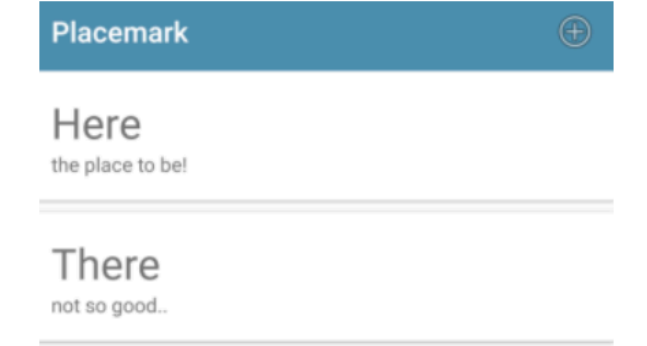 Placemark
Here
the place to be!
There
not so good..